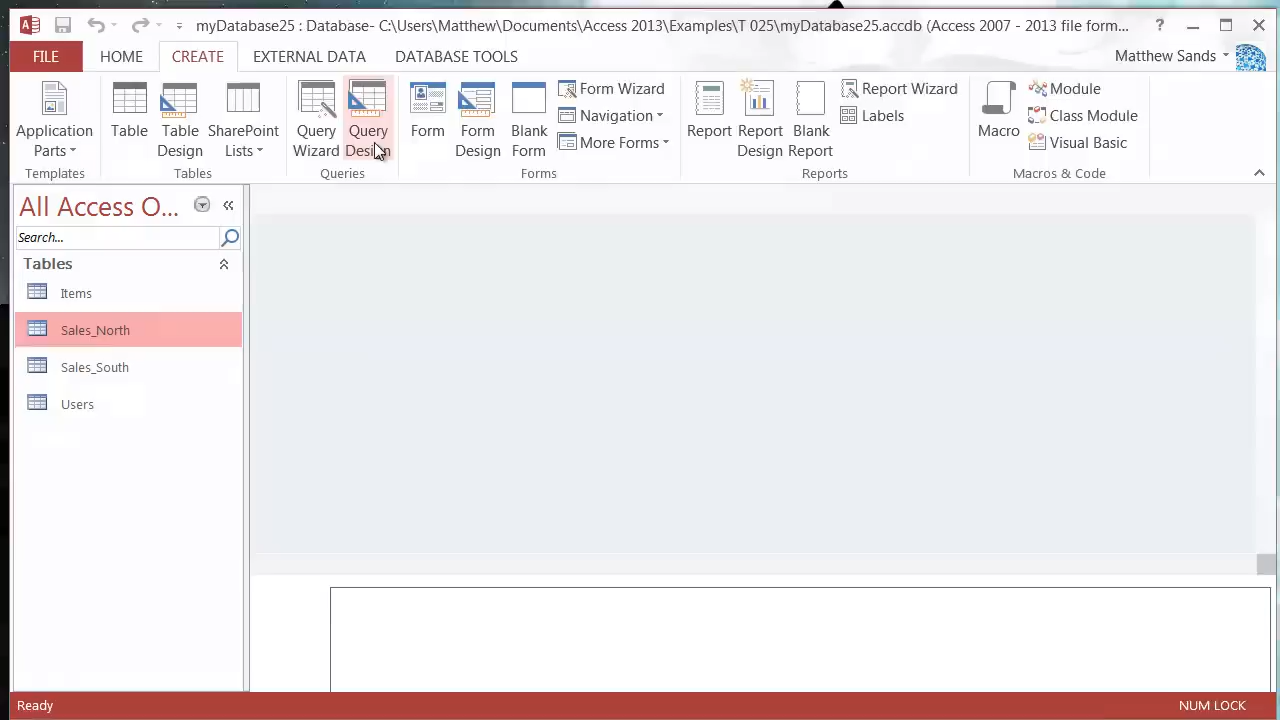 myDatabase25 : Database- C:\Users\Matthew\Documents\Access 2013\Examples\T 025\myDatabase25.accdb (Access 2007 - 2013 file form... ?
FILE HOME CREATE EXTERNAL DATA DATABASE TOOLS Matthew Sands
Application Parts
Table
Table Design
SharePoint Lists
Query Wizard
Query Design
Form
Form Design
Blank Form
Form Wizard
Navigation
More Forms
Report
Report Design
Blank Report
Report Wizard
Labels
Macro
Module
Class Module
Visual Basic
Templates Tables Queries Forms Reports Macros & Code
All Access O... «
Search...
Tables
Items
Sales_North
Sales_South
Users
Ready NUM LOCK